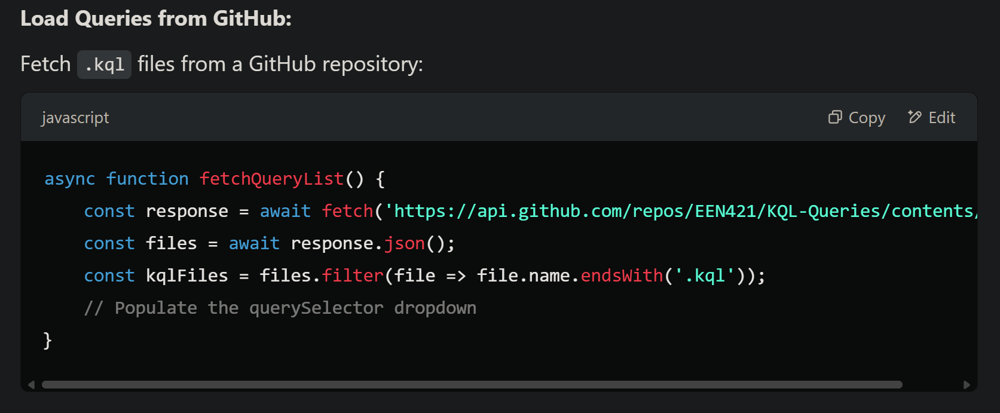 Load Queries from GitHub:
Fetch .kql files from a GitHub repository:
javascript Copy Edit
async function fetchQueryList() {
    const response = await fetch('https://api.github.com/repos/EEN421/KQL-Queries/contents/
    const files = await response.json();
    const kqlFiles = files.filter(file => file.name.endsWith('.kql'));
    // Populate the querySelector dropdown
}